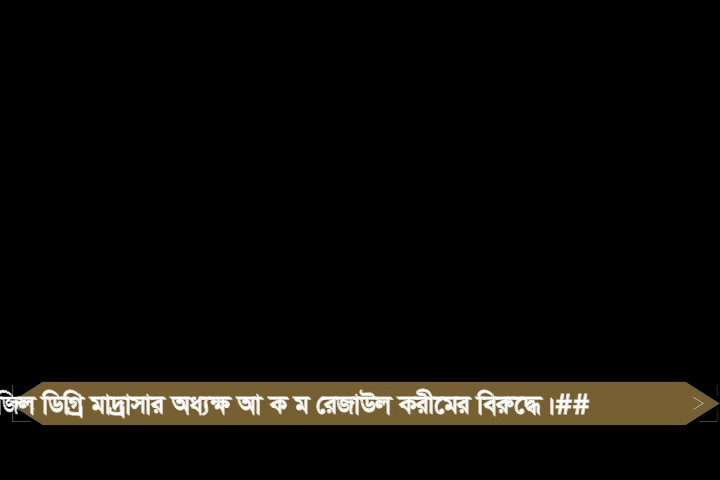 ডিগ্রি মাদ্রাসার অধ্যক্ষ আ ক ম রেজাউল করীমের বিরুদ্ধে।##